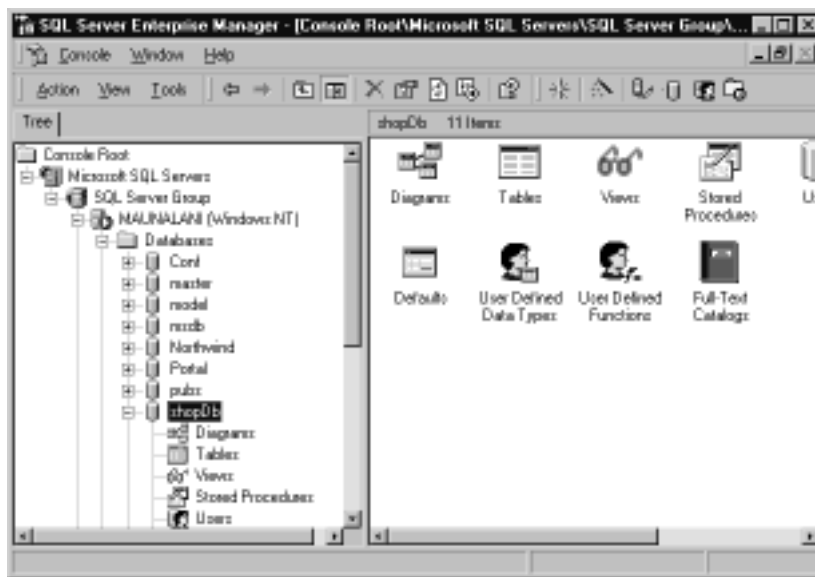 SQL Server Enterprise Manager - [Console Root\Microsoft SQL Servers\SQL Server Group\...
Console Window Help
Action View Tools
Tree
Console Root
Microsoft SQL Servers
SQL Server Group
MAUNALANI (Windows NT)
Databases
Conf
master
model
msdb
Northwind
Portal
pubs
shopDb
Diagrams
Tables
Views
Stored Procedures
Users
shopDb 11 Items
Diagrams
Tables
Views
Stored Procedures
Defaults
User Defined Data Types
User Defined Functions
Full-Text Catalogs